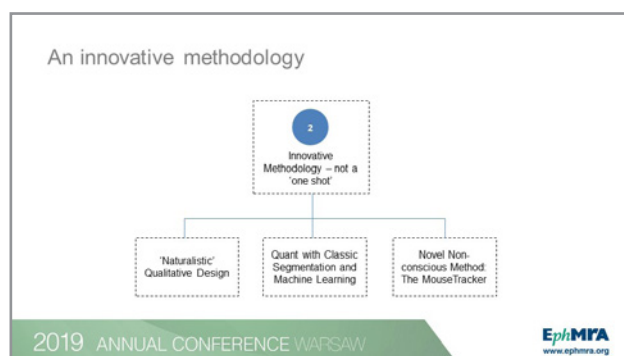 An innovative methodology
2
Innovative
Methodology – not a
'one shot'
'Naturalistic'
Qualitative Design
Quant with Classic
Segmentation and
Machine Learning
Novel Non-
conscious Method:
The MouseTracker
2019 ANNUAL CONFERENCE WARSAW
EphMRA
www.ephmra.org